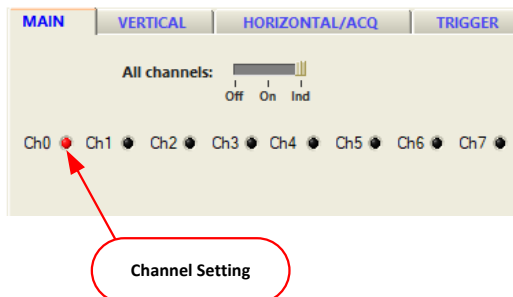 MAIN VERTICAL HORIZONTAL/ACQ TRIGGER
All channels:
Off On Ind
Ch0 Ch1 Ch2 Ch3 Ch4 Ch5 Ch6 Ch7
Channel Setting